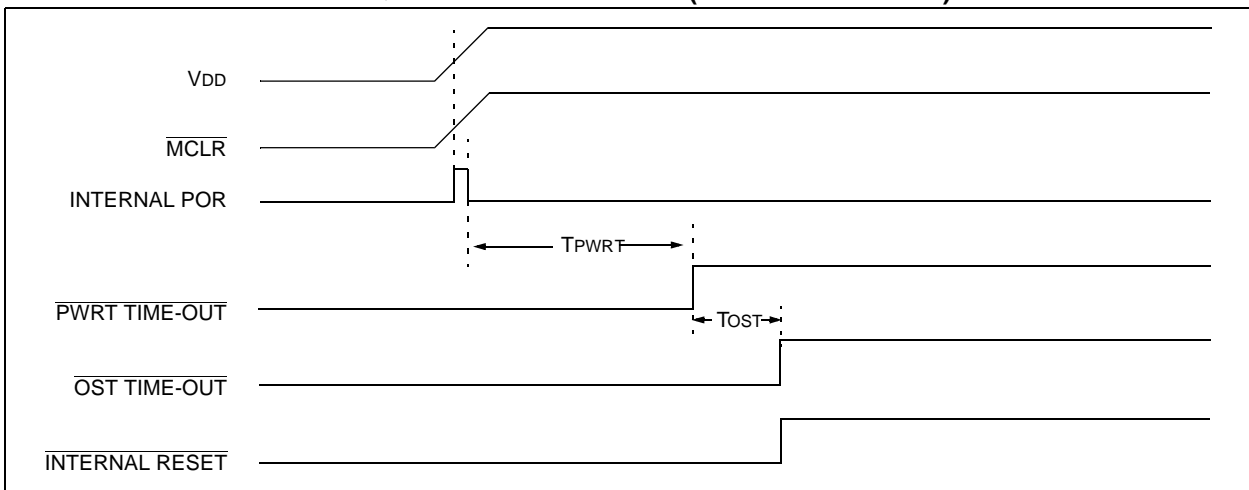 VDD
MCLR
INTERNAL POR
TPWRT
PWRT TIME-OUT
TOST
OST TIME-OUT
INTERNAL RESET